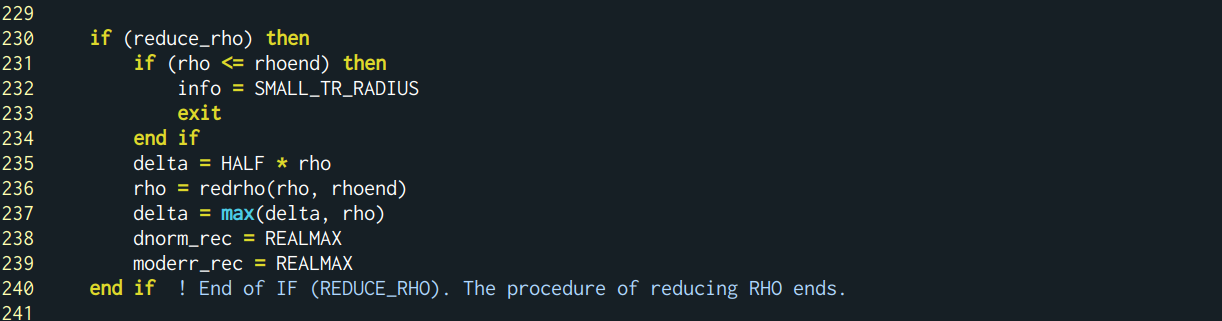 229
230     if (reduce_rho) then
231         if (rho <= rhoend) then
232             info = SMALL_TR_RADIUS
233             exit
234         end if
235         delta = HALF * rho
236         rho = redrho(rho, rhoend)
237         delta = max(delta, rho)
238         dnorm_rec = REALMAX
239         moderr_rec = REALMAX
240     end if  ! End of IF (REDUCE_RHO). The procedure of reducing RHO ends.
241